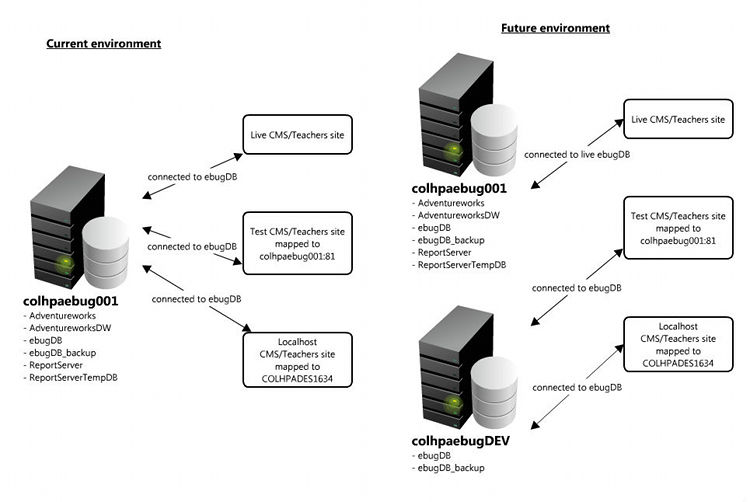 Current environment
Live CMS/Teachers site
connected to ebugDB
Test CMS/Teachers site
mapped to
colhpaebug001:81
connected to ebugDB
connected to ebugDB
colhpaebug001
- Adventureworks
- AdventureworksDW
- ebugDB
- ebugDB_backup
- ReportServer
- ReportServerTempDB
Localhost
CMS/Teachers site
mapped to
COLHPADES1634
Future environment
Live CMS/Teachers site
connected to live ebugDB
colhpaebug001
- Adventureworks
- AdventureworksDW
- ebugDB
- ebugDB_backup
- ReportServer
- ReportServerTempDB
Test CMS/Teachers site
mapped to
colhpaebug001:81
connected to ebugDB
Localhost
CMS/Teachers site
mapped to
COLHPADES1634
connected to ebugDB
colhpaebugDEV
- ebugDB
- ebugDB_backup